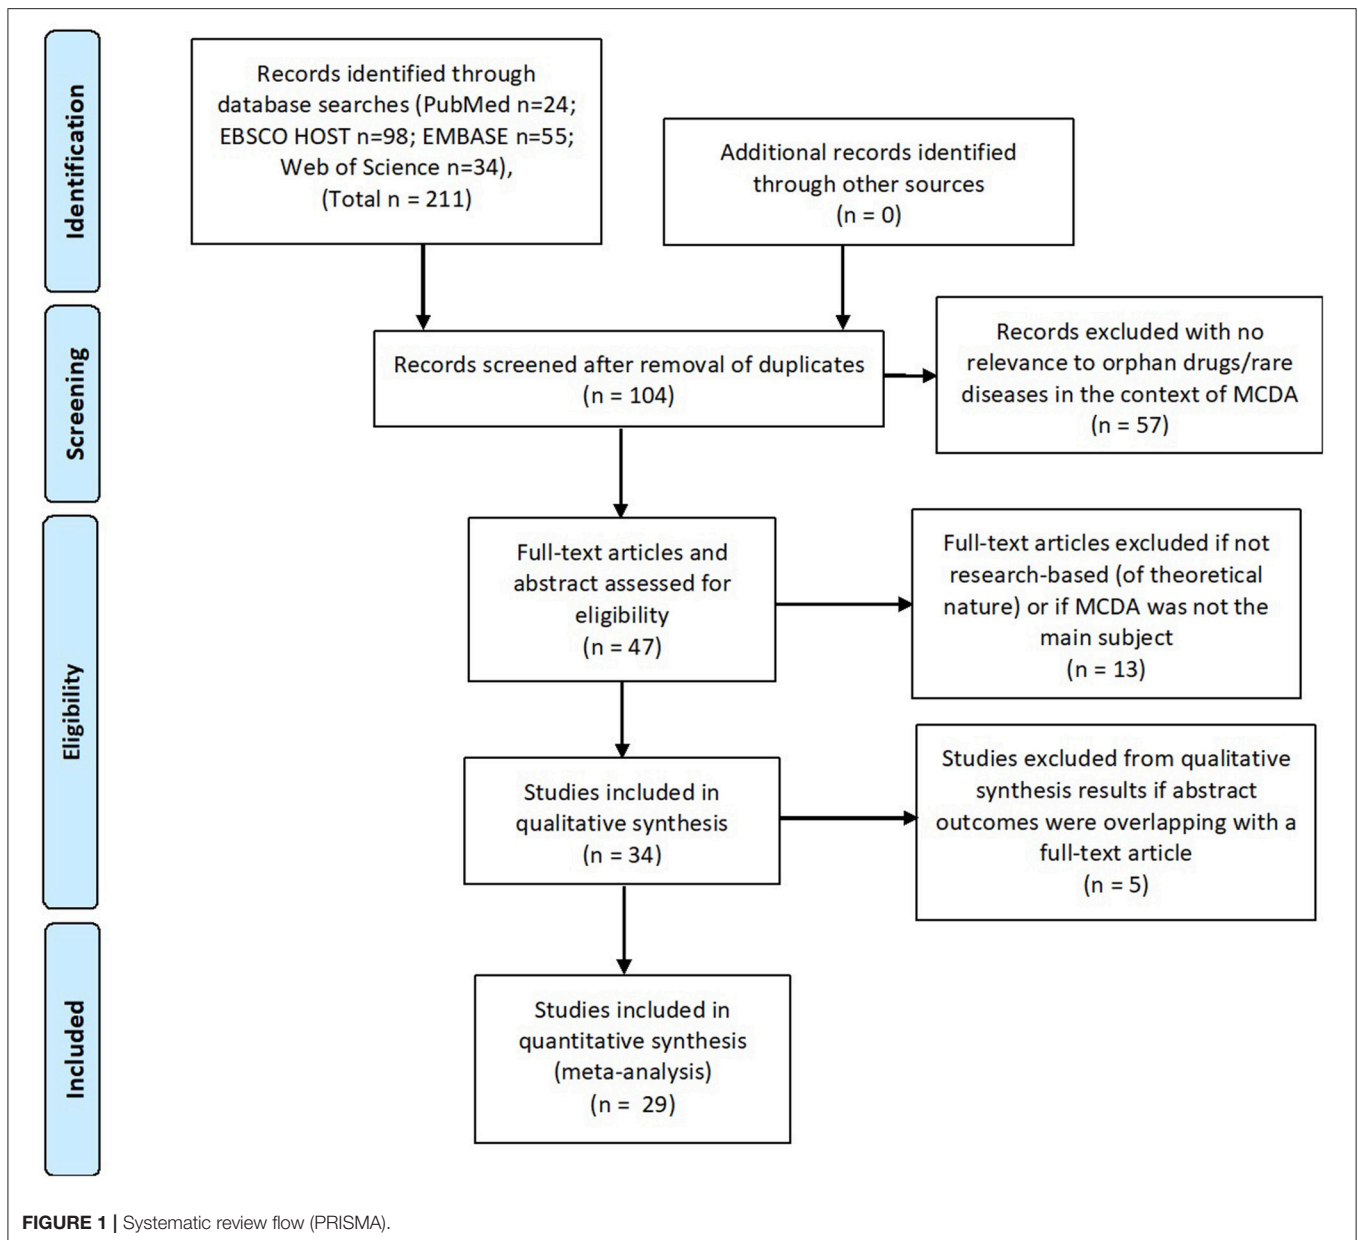 Identification
Records identified through
database searches (PubMed n=24;
EBSCO HOST n=98; EMBASE n=55;
Web of Science n=34),
(Total n = 211)
Additional records identified
through other sources
(n = 0)
Screening
Records screened after removal of duplicates
(n = 104)
Records excluded with no
relevance to orphan drugs/rare
diseases in the context of MCDA
(n = 57)
Eligibility
Full-text articles and
abstract assessed for
eligibility
(n = 47)
Full-text articles excluded if not
research-based (of theoretical
nature) or if MCDA was not the
main subject
(n = 13)
Studies included in
qualitative synthesis
(n = 34)
Studies excluded from qualitative
synthesis results if abstract
outcomes were overlapping with a
full-text article
(n = 5)
Included
Studies included in
quantitative synthesis
(meta-analysis)
(n =  29)
FIGURE 1 | Systematic review flow (PRISMA).